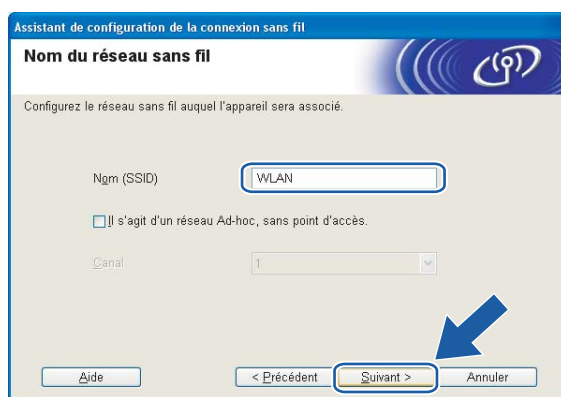 Assistant de configuration de la connexion sans fil
Nom du réseau sans fil
Configurez le réseau sans fil auquel l'appareil sera associé.
Nom (SSID) WLAN
Il s'agit d'un réseau Ad-hoc, sans point d'accès.
Canal 1
Aide < Précédent Suivant > Annuler